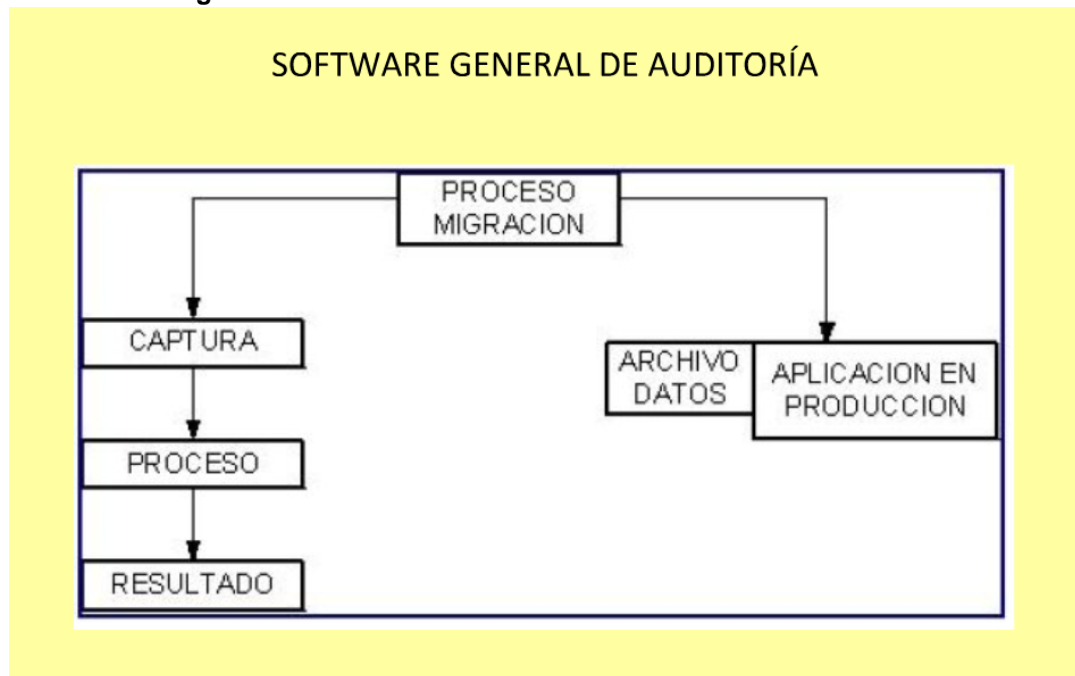 SOFTWARE GENERAL DE AUDITORÍA
PROCESO
MIGRACION
CAPTURA
PROCESO
RESULTADO
ARCHIVO
DATOS
APLICACION EN
PRODUCCION